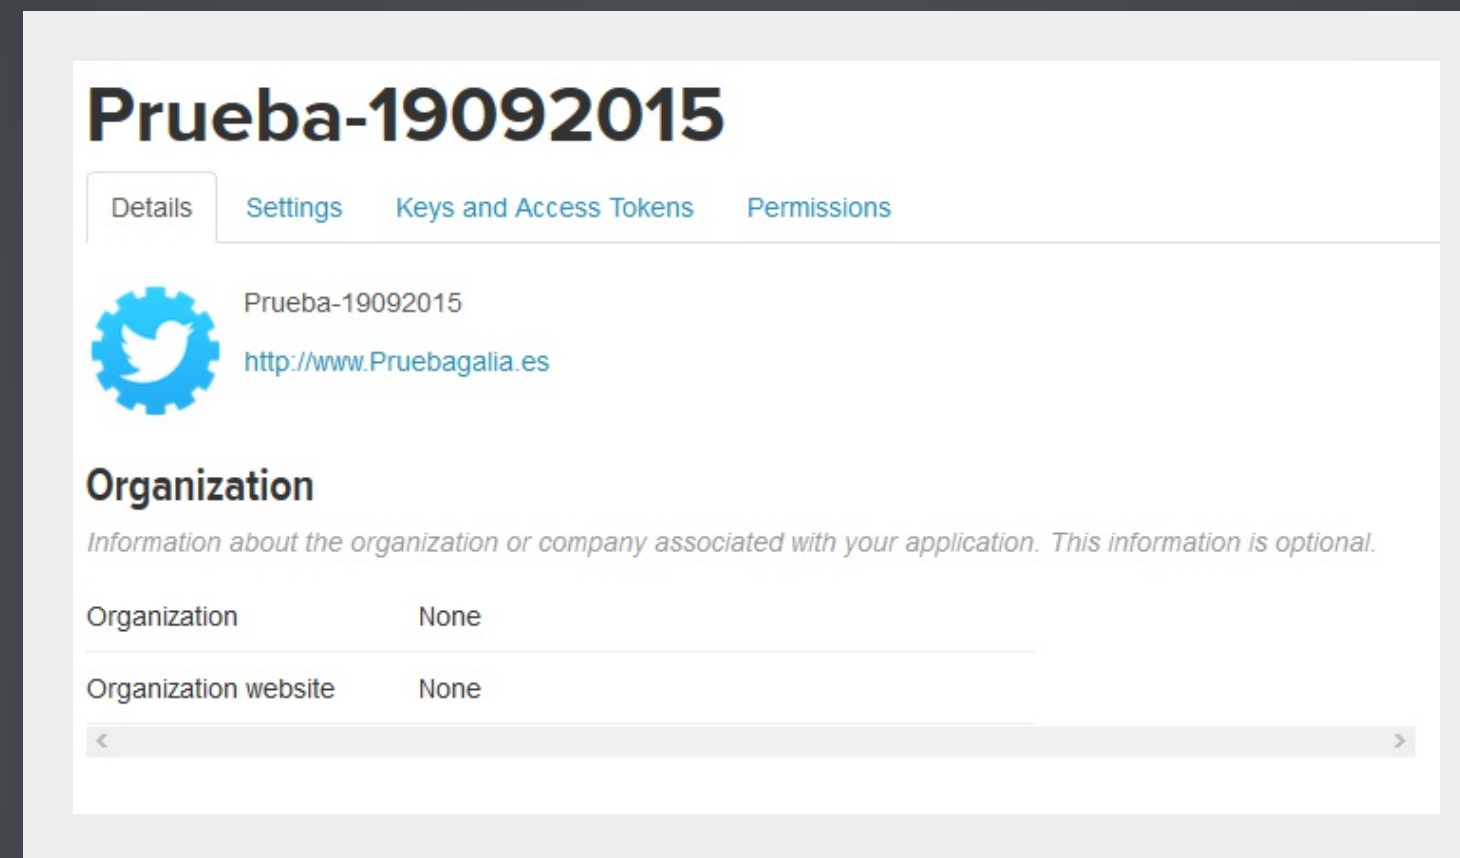 Prueba-19092015
Details Settings Keys and Access Tokens Permissions
Prueba-19092015
http://www.Pruebagalia.es
Organization
Information about the organization or company associated with your application. This information is optional.
Organization None
Organization website None